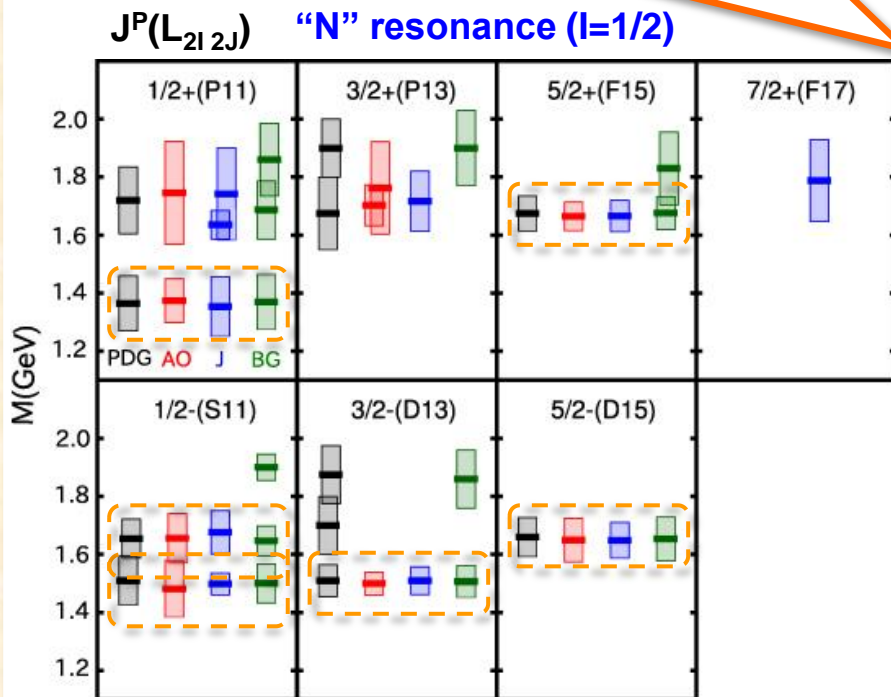 Jᴾ(L₂ᵢ ₂ⱼ) “N” resonance (I=1/2)
1/2+(P11) 3/2+(P13) 5/2+(F15) 7/2+(F17)
2.0
1.8
1.6
1.4
1.2
PDG AO J BG
M(GeV)
1/2-(S11) 3/2-(D13) 5/2-(D15)
2.0
1.8
1.6
1.4
1.2